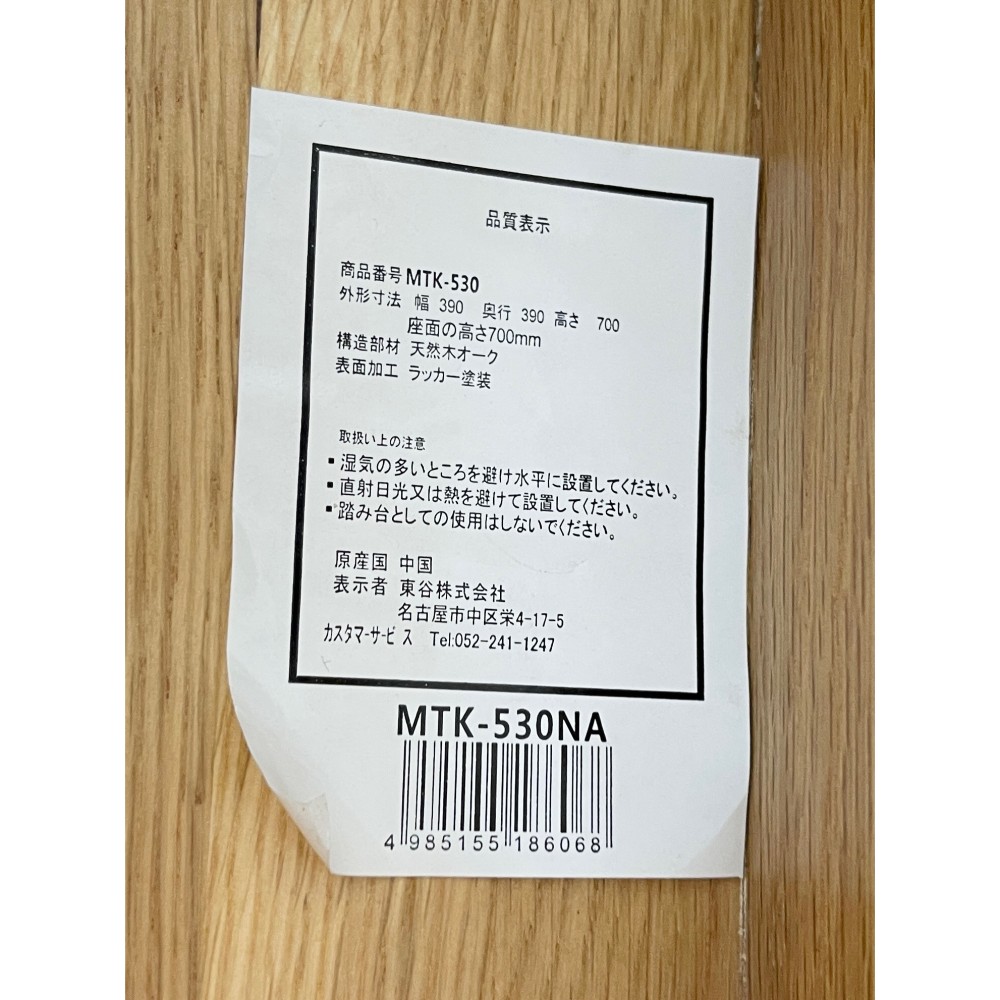 品質表示
商品番号 MTK-530
外形寸法 幅 390 奥行 390 高さ 700
座面の高さ700mm
構造部材 天然木オーク
表面加工 ラッカー塗装
取扱い上の注意
▪湿気の多いところを避け水平に設置してください。
▪直射日光又は熱を避けて設置してください。
▪踏み台としての使用はしないでください。
原産国 中国
表示者 東谷株式会社
名古屋市中区栄4-17-5
カスタマーサービス Tel:052-241-1247
MTK-530NA
4 985155 186068